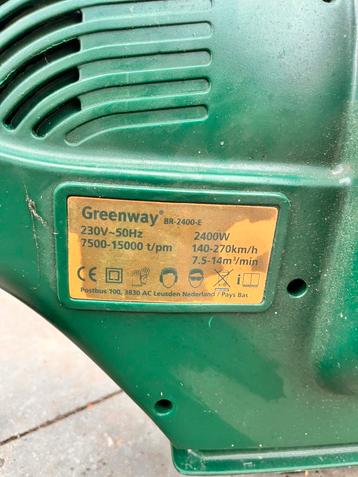 Greenway® BR-2400-E
230V~50Hz 2400W
7500-15000 t/pm 140-270km/h
7.5-14m³/min
CE
Postbus 100, 3830 AC Leusden Nederland / Pays Bas